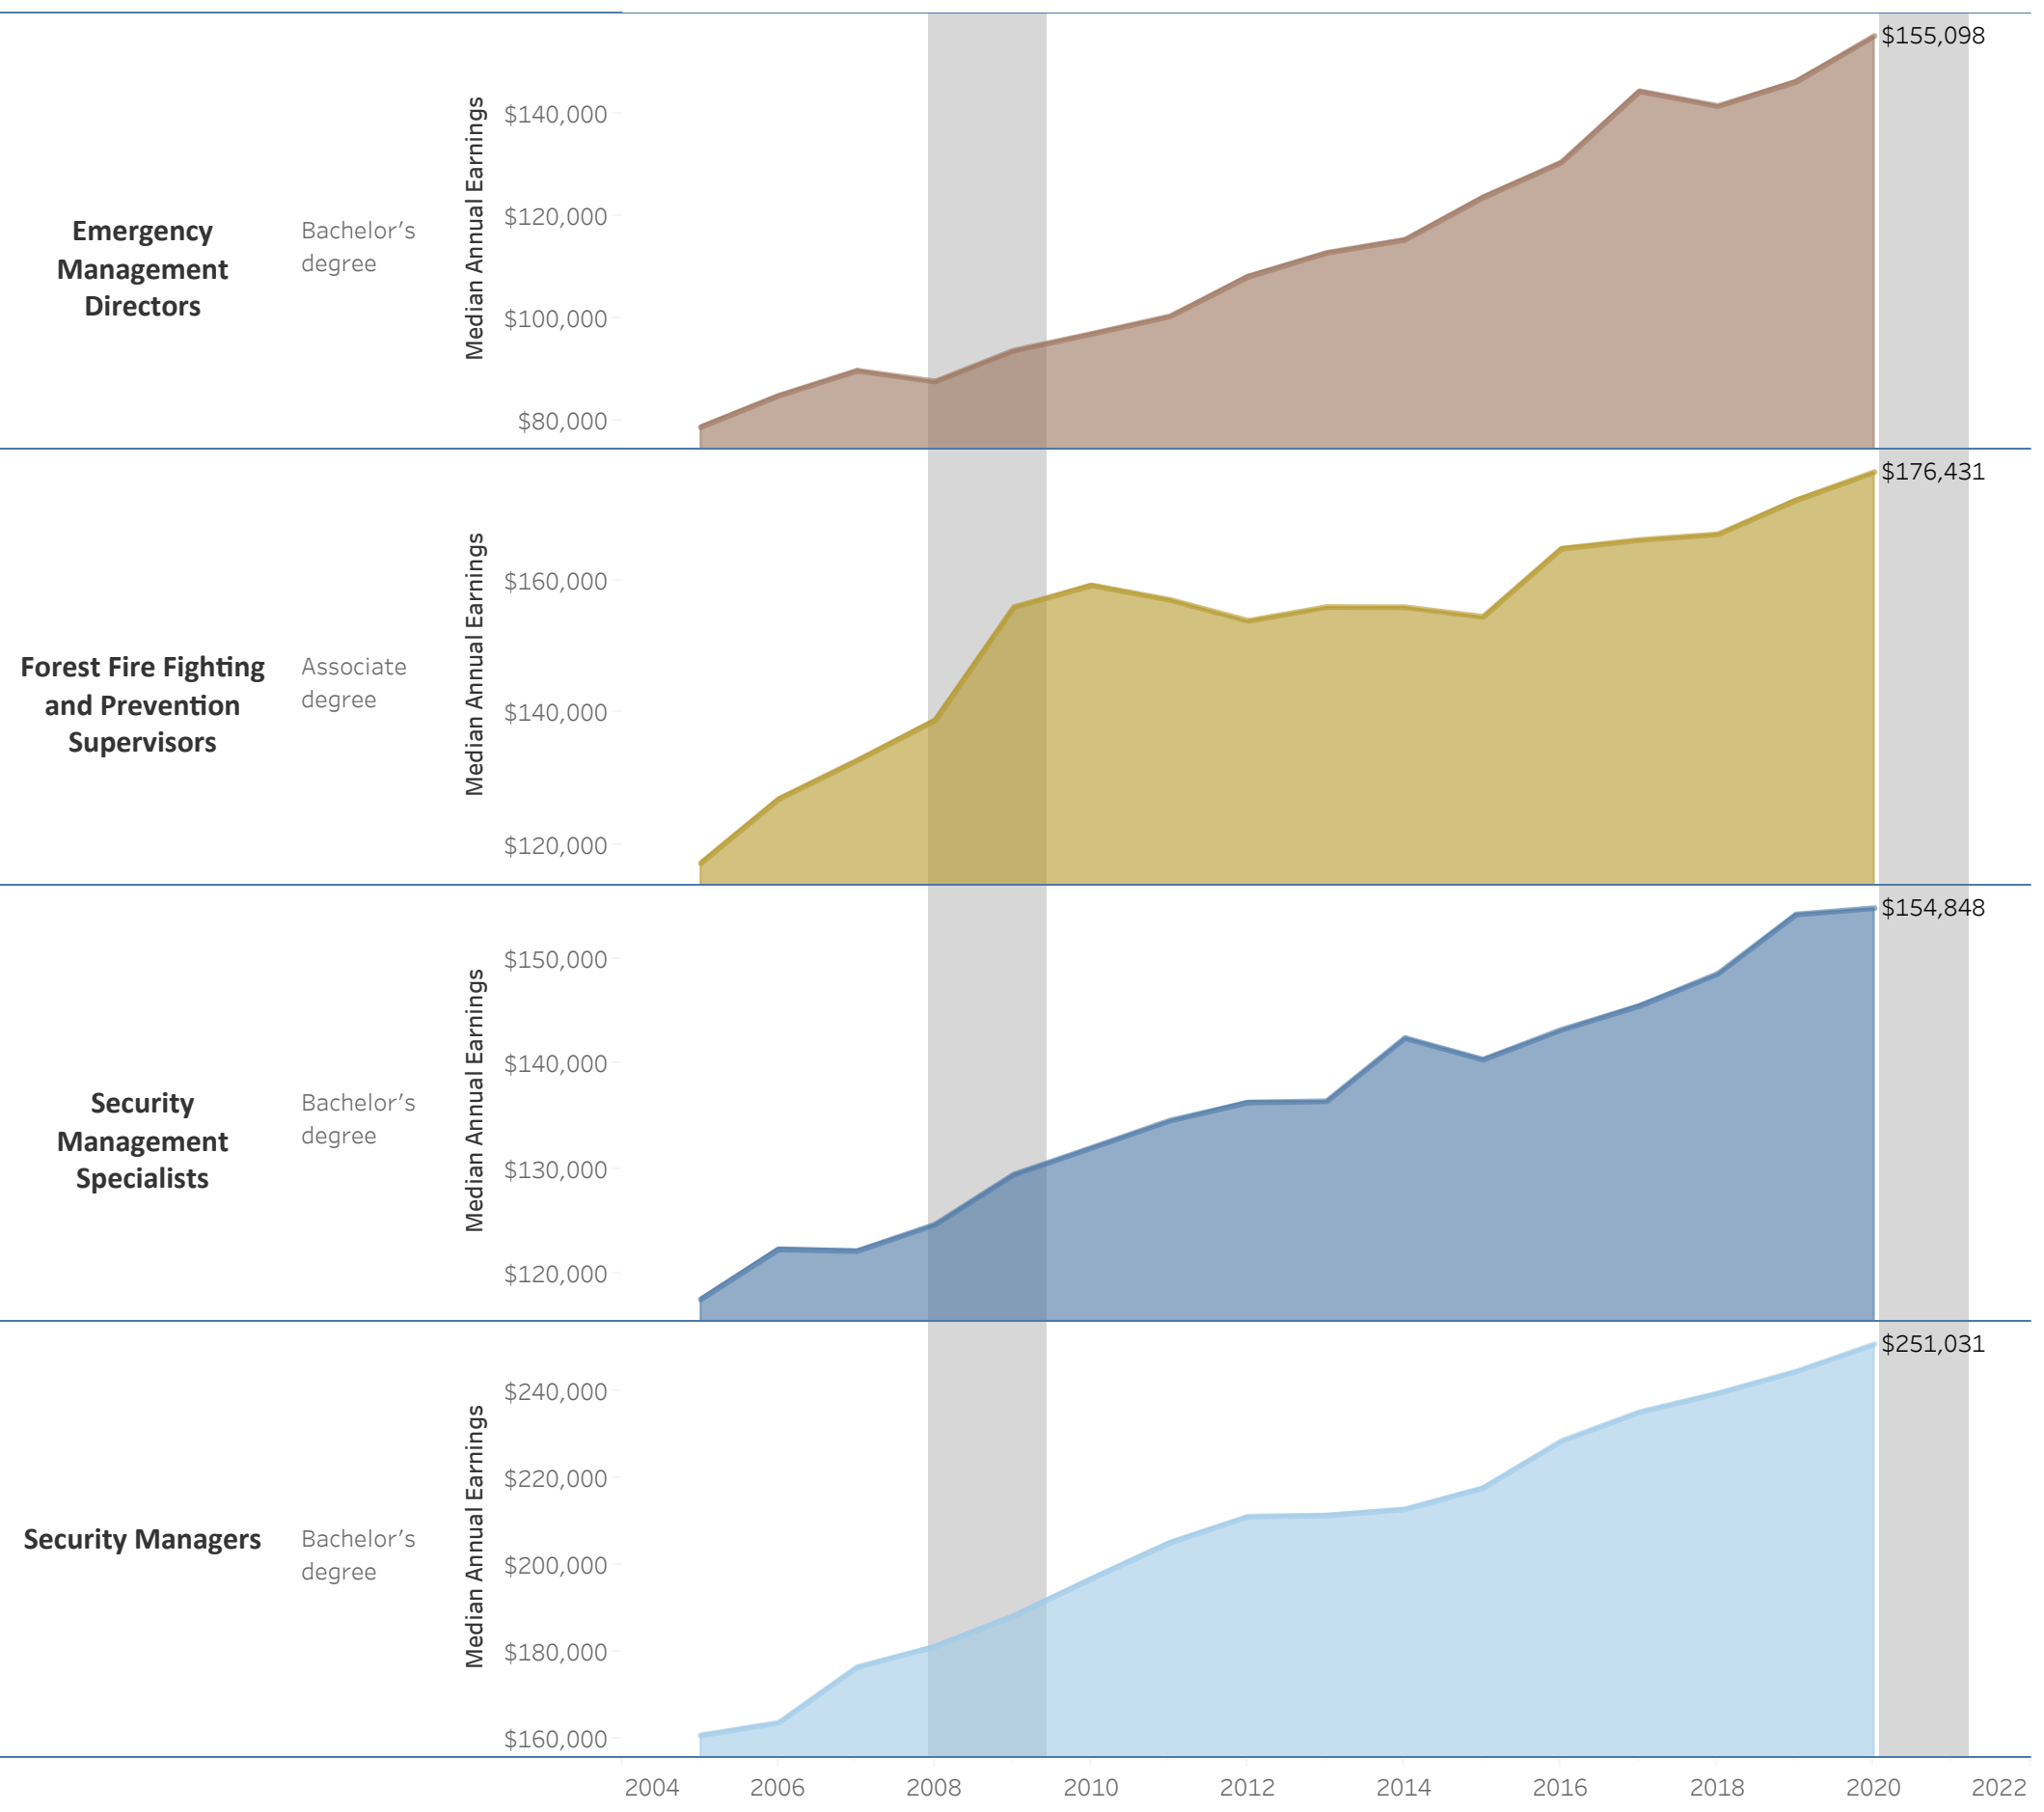 Emergency
Management
Directors
Bachelor's
degree
Median Annual Earnings
$140,000
$120,000
$100,000
$80,000
$155,098
Forest Fire Fighting
and Prevention
Supervisors
Associate
degree
Median Annual Earnings
$160,000
$140,000
$120,000
$176,431
Security
Management
Specialists
Bachelor's
degree
Median Annual Earnings
$150,000
$140,000
$130,000
$120,000
$154,848
Security Managers
Bachelor's
degree
Median Annual Earnings
$240,000
$220,000
$200,000
$180,000
$160,000
$251,031
2004 2006 2008 2010 2012 2014 2016 2018 2020 2022